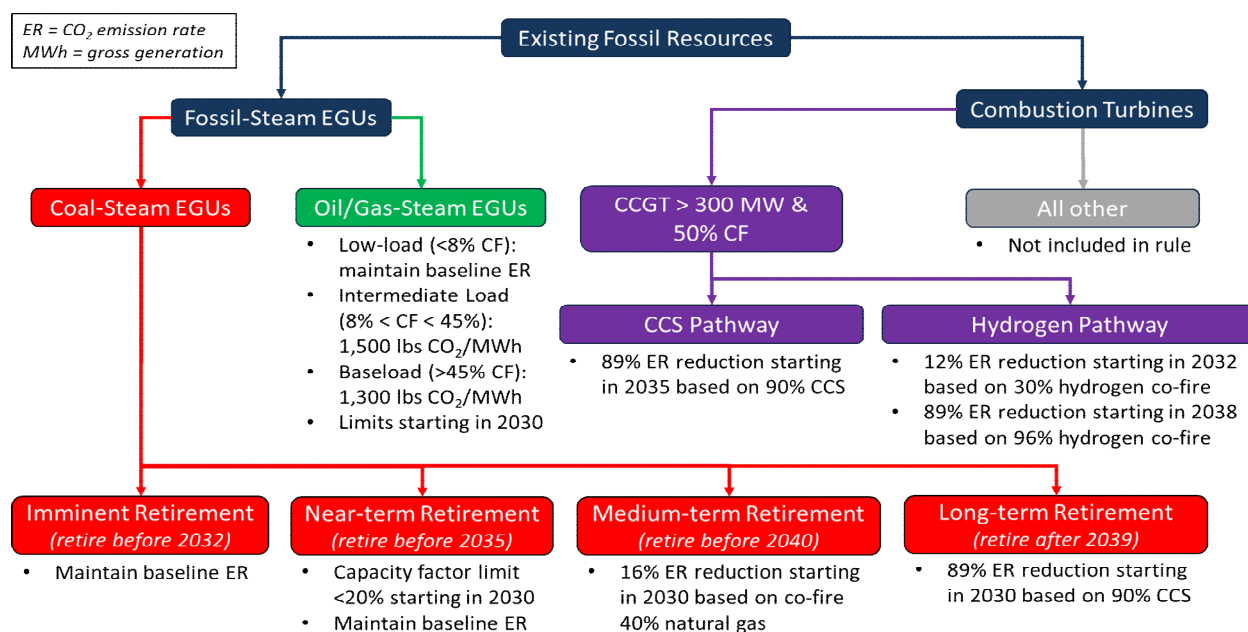 ER = CO₂ emission rate
MWh = gross generation
Existing Fossil Resources
Fossil-Steam EGUs
Combustion Turbines
Coal-Steam EGUs
Oil/Gas-Steam EGUs
• Low-load (<8% CF):
maintain baseline ER
• Intermediate Load
(8% < CF < 45%):
1,500 lbs CO₂/MWh
• Baseload (>45% CF):
1,300 lbs CO₂/MWh
• Limits starting in 2030
CCGT > 300 MW &
50% CF
All other
• Not included in rule
CCS Pathway
• 89% ER reduction starting
in 2035 based on 90% CCS
Hydrogen Pathway
• 12% ER reduction starting in 2032
based on 30% hydrogen co-fire
• 89% ER reduction starting in 2038
based on 96% hydrogen co-fire
Imminent Retirement
(retire before 2032)
• Maintain baseline ER
Near-term Retirement
(retire before 2035)
• Capacity factor limit
<20% starting in 2030
• Maintain baseline ER
Medium-term Retirement
(retire before 2040)
• 16% ER reduction starting
in 2030 based on co-fire
40% natural gas
Long-term Retirement
(retire after 2039)
• 89% ER reduction starting
in 2030 based on 90% CCS